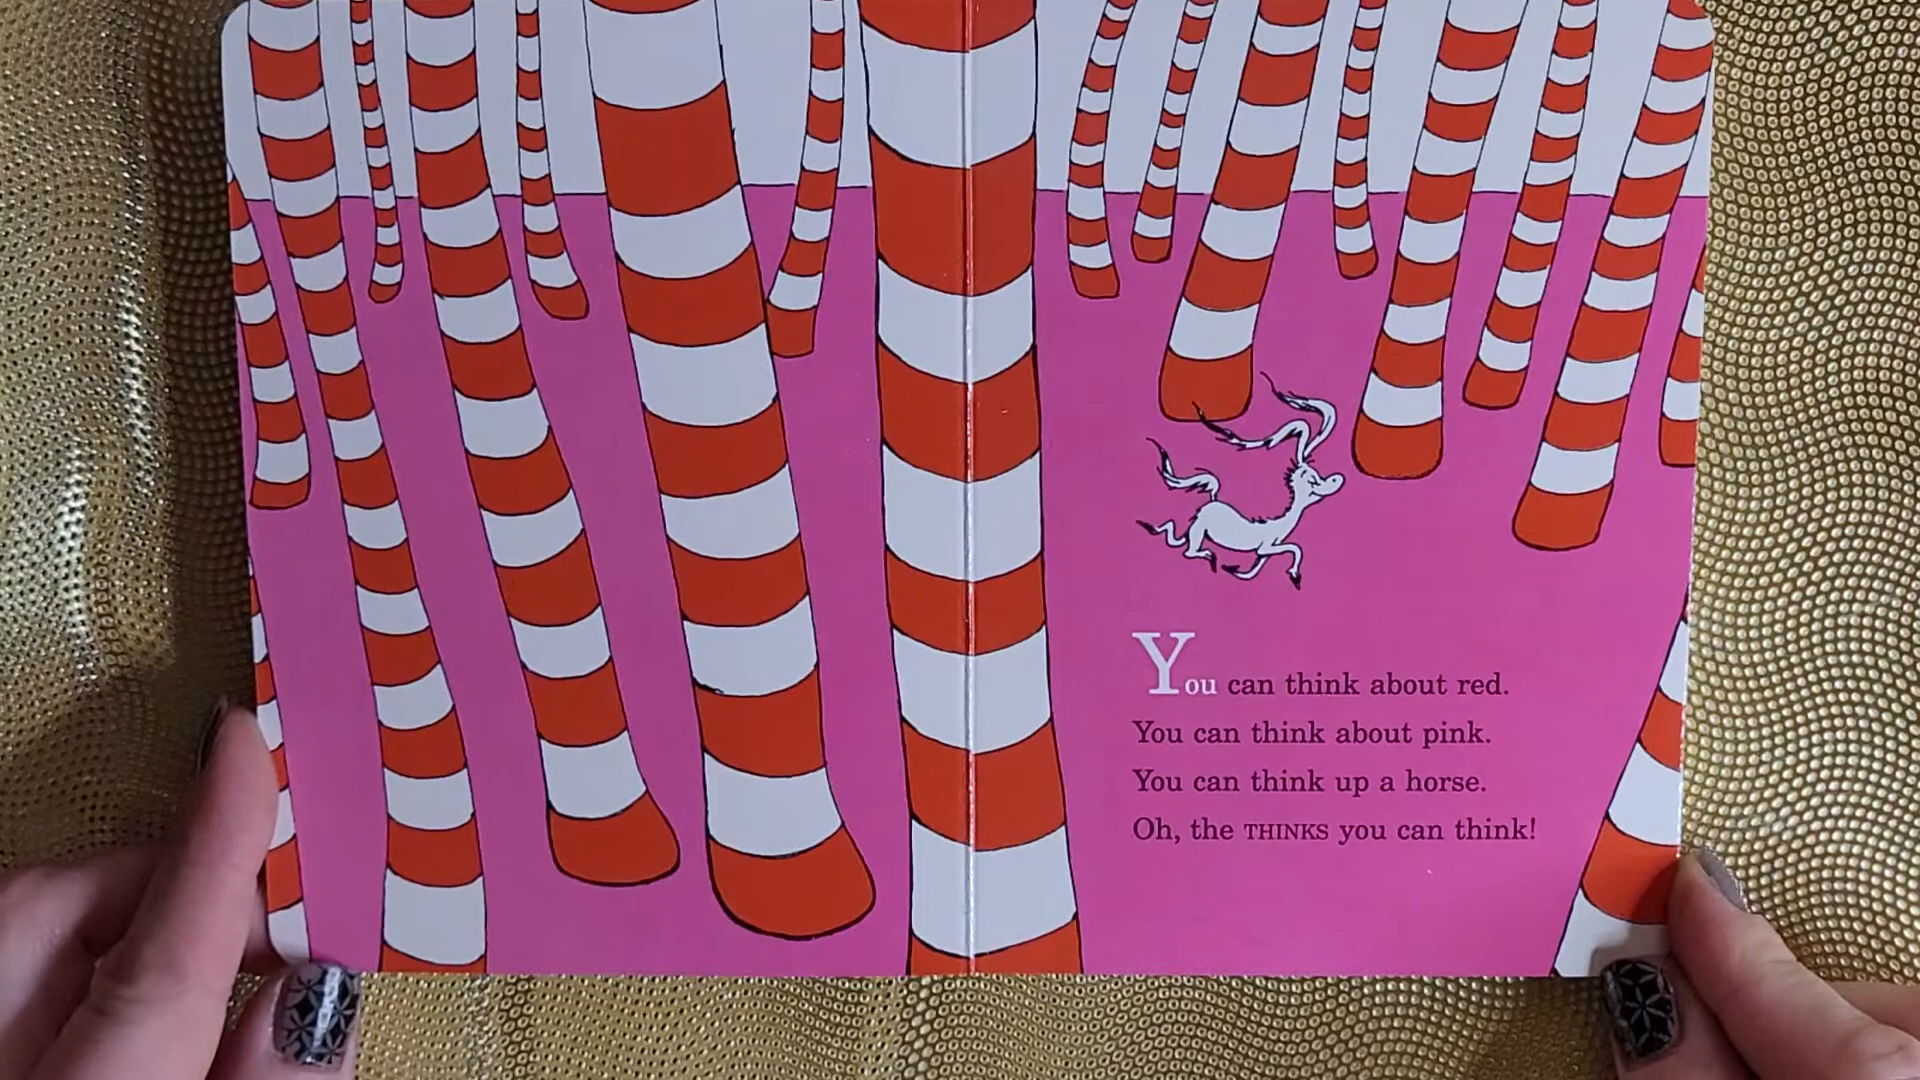 You can think about red.
You can think about pink.
You can think up a horse.
Oh, the THINKS you can think!